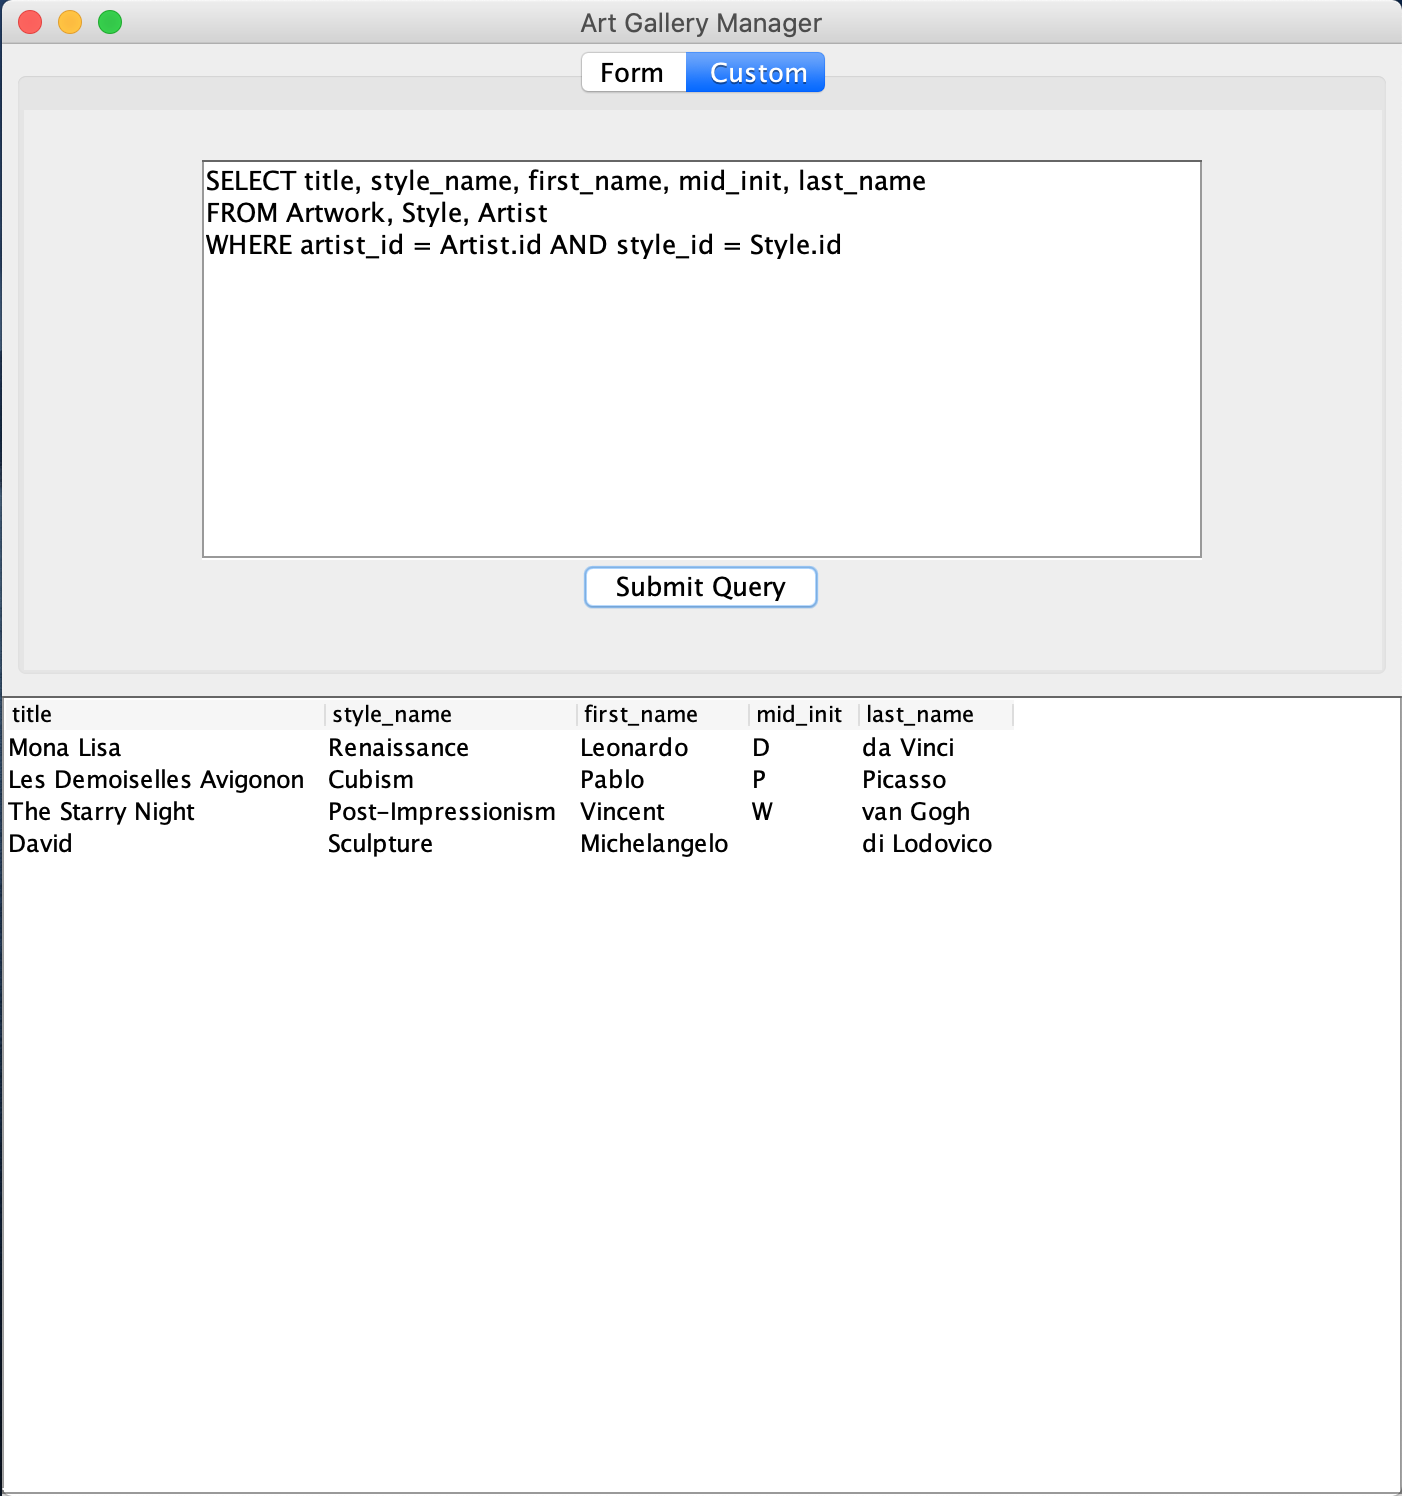 Art Gallery Manager
Form Custom
SELECT title, style_name, first_name, mid_init, last_name
FROM Artwork, Style, Artist
WHERE artist_id = Artist.id AND style_id = Style.id
Submit Query
title style_name first_name mid_init last_name
Mona Lisa Renaissance Leonardo D da Vinci
Les Demoiselles Avigonon Cubism Pablo P Picasso
The Starry Night Post-Impressionism Vincent W van Gogh
David Sculpture Michelangelo di Lodovico